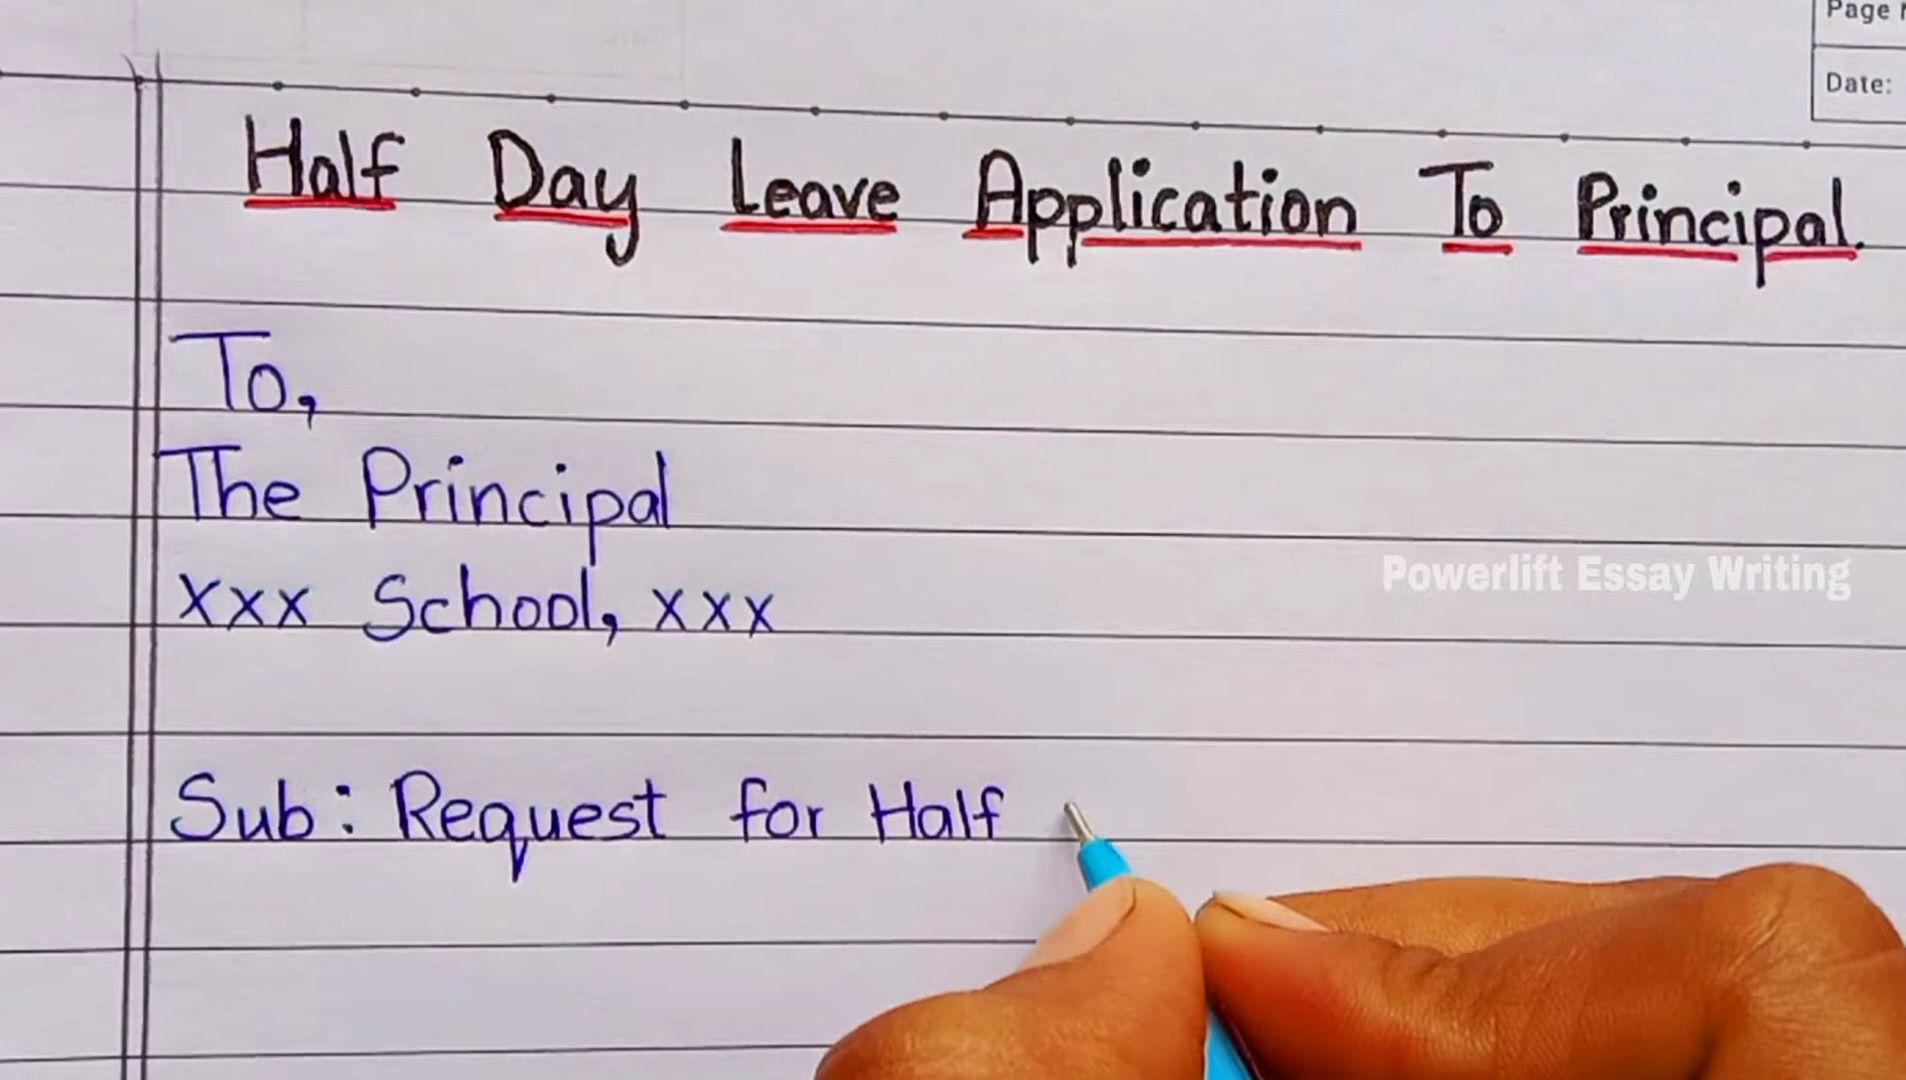 Page
Date:
Half Day Leave Application To Principal.
To,
The Principal
xxx School, xxx
Powerlift Essay Writing
Sub: Request for Half